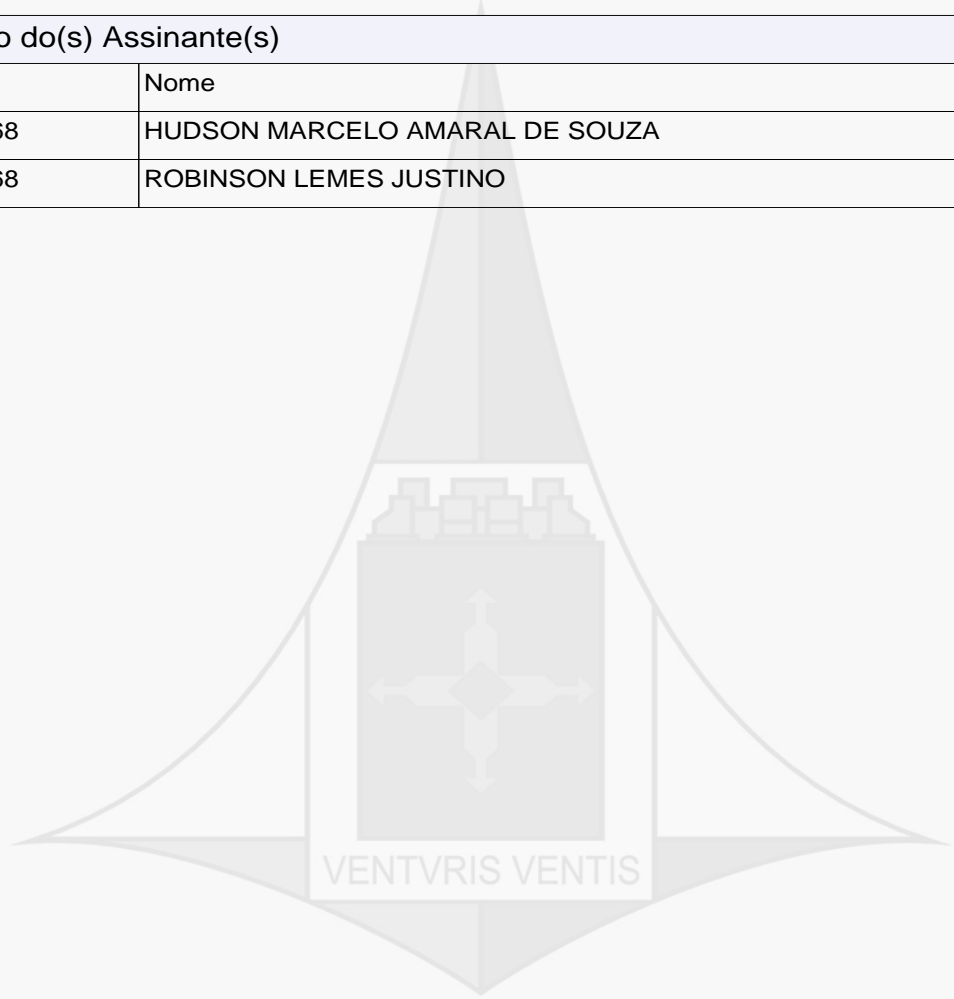 o do(s) Assinante(s)
Nome
68 HUDSON MARCELO AMARAL DE SOUZA
68 ROBINSON LEMES JUSTINO
VENTVRIS VENTIS